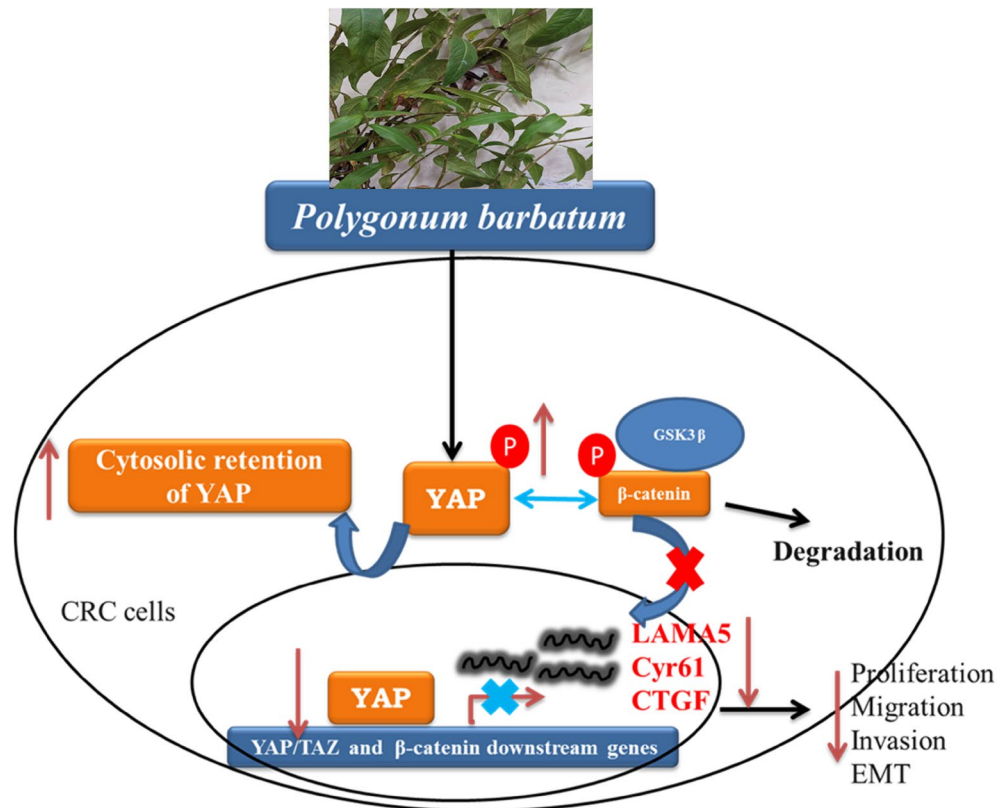 Polygonum barbatum
GSK3 β
P
P
Cytosolic retention
of YAP
YAP
β-catenin
Degradation
CRC cells
LAMA5
Cyr61
CTGF
YAP
YAP/TAZ and β-catenin downstream genes
Proliferation
Migration
Invasion
EMT